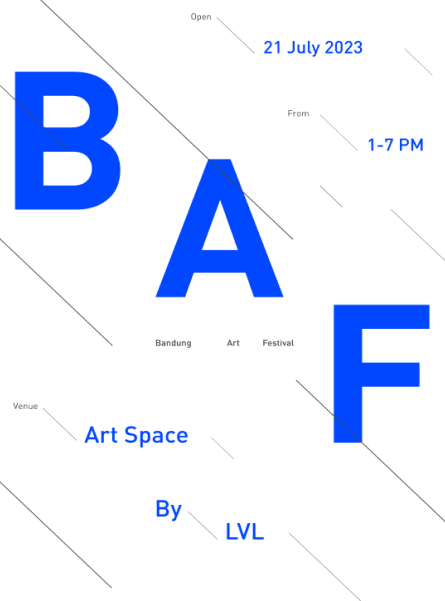 Open
21 July 2023
From
1-7 PM
B
A
F
Bandung Art Festival
Venue
Art Space
By
LVL